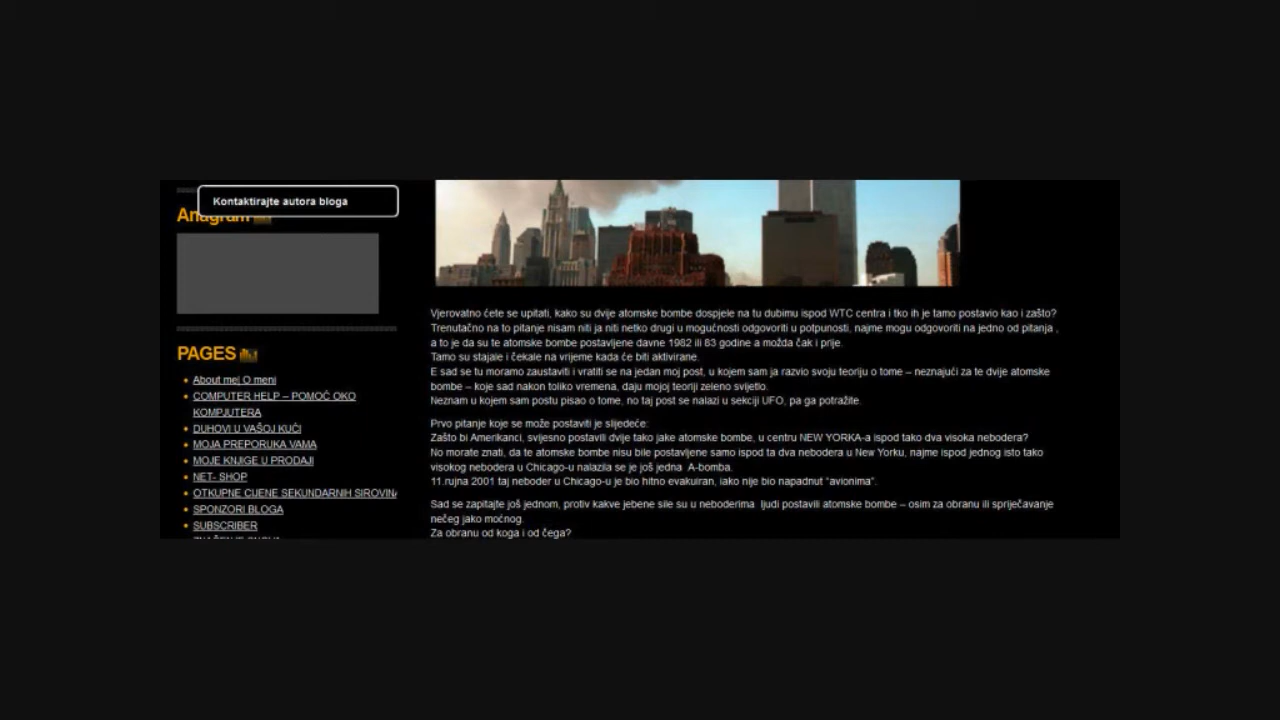 Kontaktirajte autora bloga
Anagram
PAGES
About me| O meni
COMPUTER HELP – POMOĆ OKO
KOMPJUTERA
DUHOVI U VAŠOJ KUĆI
MOJA PREPORUKA VAMA
MOJE KNJIGE U PRODAJI
NET- SHOP
OTKUPNE CIJENE SEKUNDARNIH SIROVINA
SPONZORI BLOGA
SUBSCRIBER
Vjerovatno ćete se upitati, kako su dvije atomske bombe dospjele na tu dubimu ispod WTC centra i tko ih je tamo postavio kao i zašto?
Trenutačno na to pitanje nisam niti ja niti netko drugi u mogućnosti odgovoriti u potpunosti, najme mogu odgovoriti na jedno od pitanja ,
a to je da su te atomske bombe postavljene davne 1982 ili 83 godine a možda čak i prije.
Tamo su stajale i čekale na vrijeme kada će biti aktivirane.
E sad se tu moramo zaustaviti i vratiti se na jedan moj post, u kojem sam ja razvio svoju teoriju o tome – neznajući za te dvije atomske
bombe – koje sad nakon toliko vremena, daju mojoj teoriji zeleno svijetlo.
Neznam u kojem sam postu pisao o tome, no taj post se nalazi u sekciji UFO, pa ga potražite.
Prvo pitanje koje se može postaviti je slijedeće:
Zašto bi Amerikanci, svijesno postavili dvije tako jake atomske bombe, u centru NEW YORKA-a ispod tako dva visoka nebodera?
No morate znati, da te atomske bombe nisu bile postavljene samo ispod ta dva nebodera u New Yorku, najme ispod jednog isto tako
visokog nebodera u Chicago-u nalazila se je još jedna A-bomba.
11.rujna 2001 taj neboder u Chicago-u je bio hitno evakuiran, iako nije bio napadnut “avionima”.
Sad se zapitajte još jednom, protiv kakve jebene sile su u neboderima ljudi postavili atomske bombe – osim za obranu ili spriječavanje
nečeg jako moćnog.
Za obranu od koga i od čega?